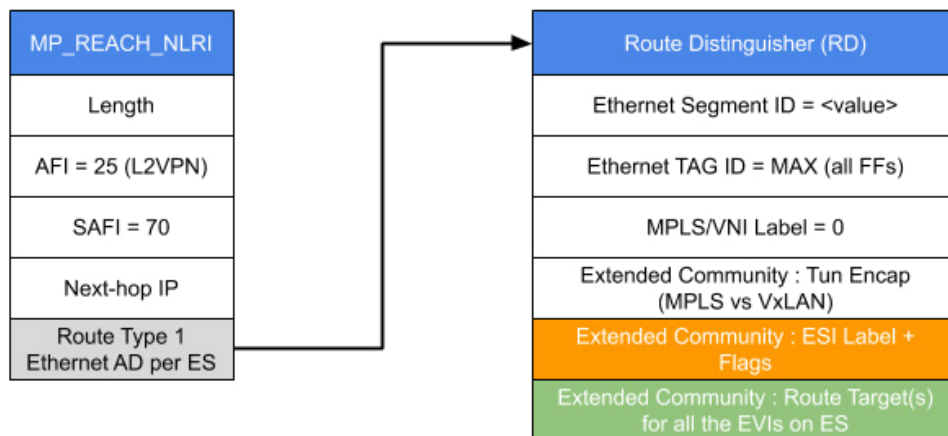 MP_REACH_NLRI
Length
AFI = 25 (L2VPN)
SAFI = 70
Next-hop IP
Route Type 1
Ethernet AD per ES
Route Distinguisher (RD)
Ethernet Segment ID = <value>
Ethernet TAG ID = MAX (all FFs)
MPLS/VNI Label = 0
Extended Community : Tun Encap
(MPLS vs VxLAN)
Extended Community : ESI Label +
Flags
Extended Community : Route Target(s)
for all the EVIs on ES